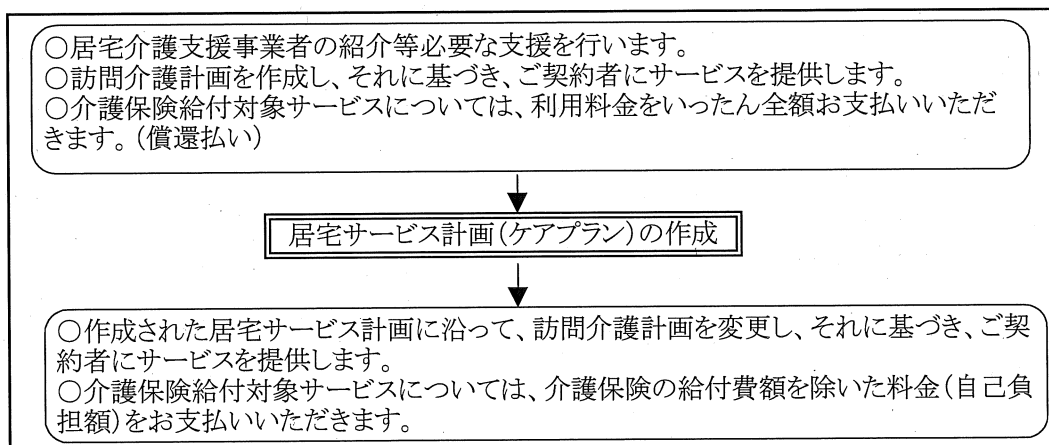 ○居宅介護支援事業者の紹介等必要な支援を行います。
○訪問介護計画を作成し、それに基づき、ご契約者にサービスを提供します。
○介護保険給付対象サービスについては、利用料金をいったん全額お支払いいただ
きます。(償還払い)
居宅サービス計画(ケアプラン)の作成
○作成された居宅サービス計画に沿って、訪問介護計画を変更し、それに基づき、ご契
約者にサービスを提供します。
○介護保険給付対象サービスについては、介護保険の給付費額を除いた料金(自己負
担額)をお支払いいただきます。